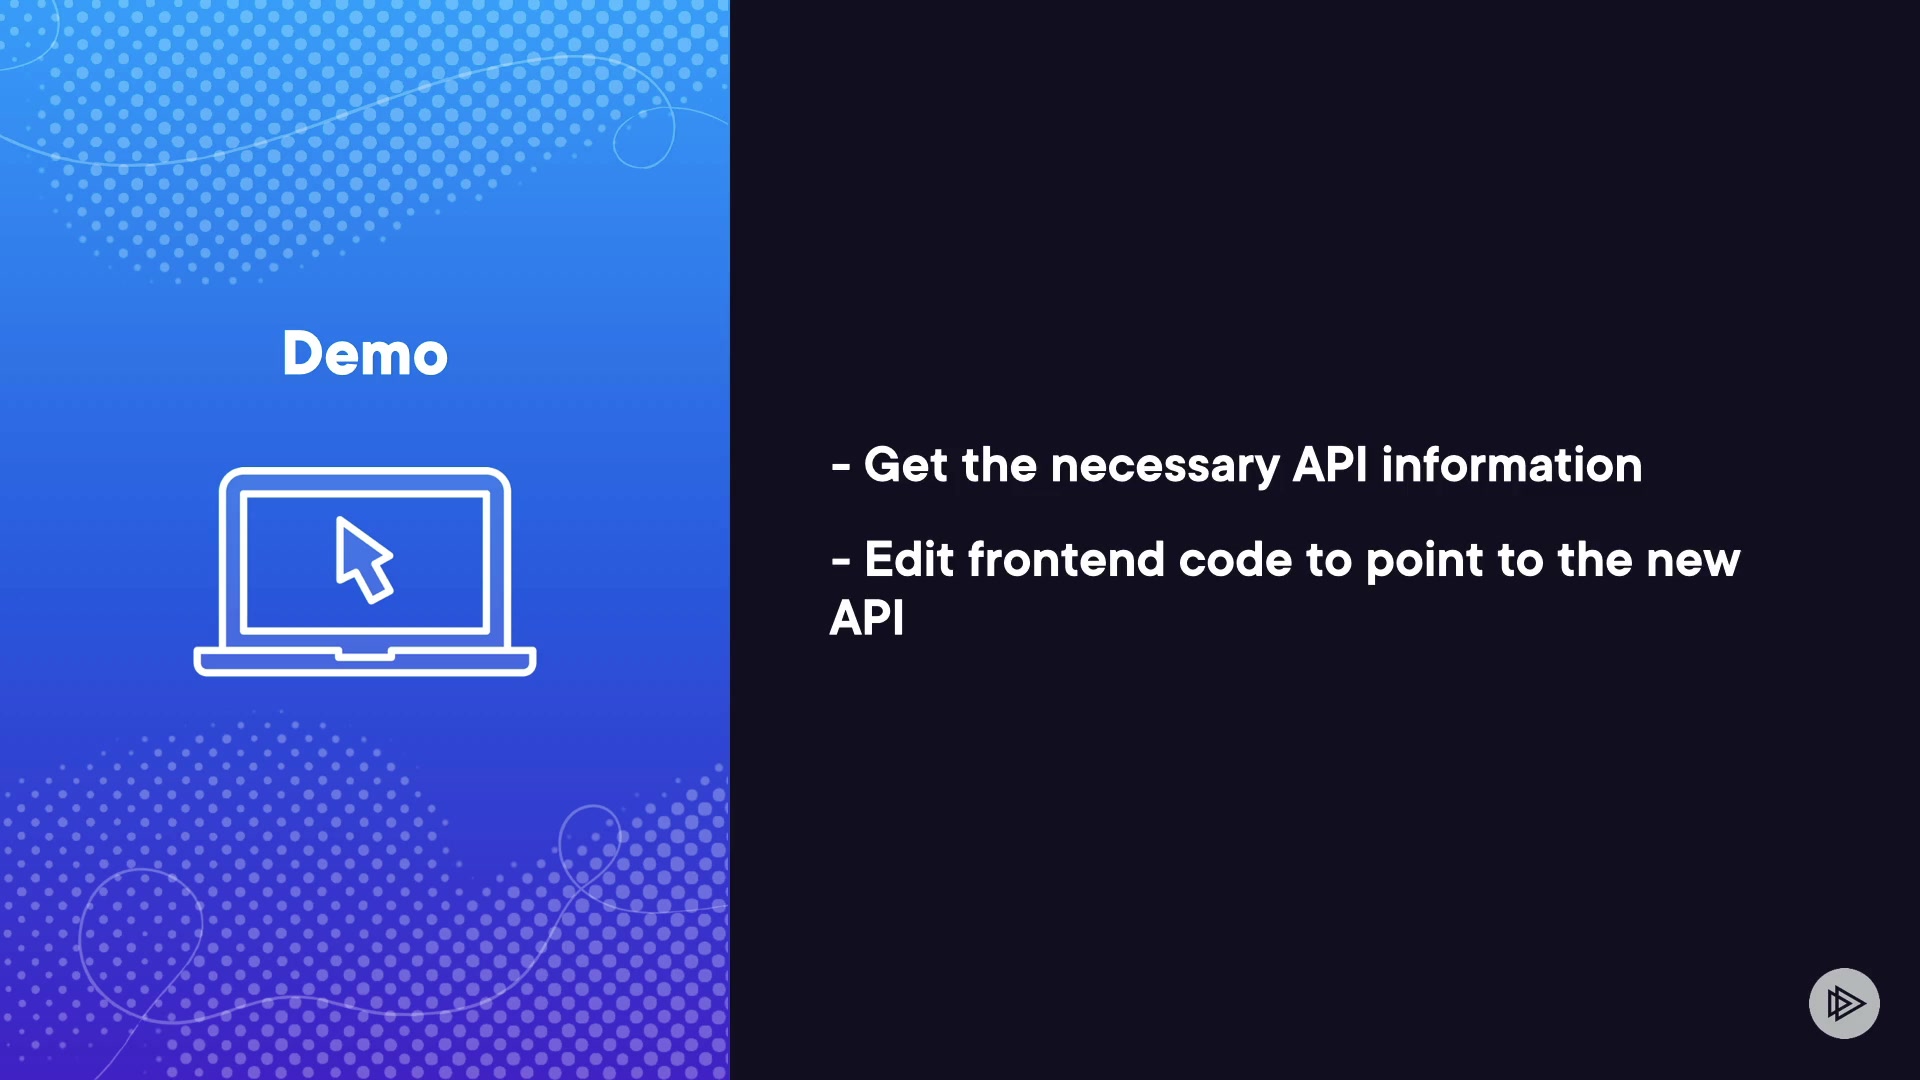 Demo
- Get the necessary API information
- Edit frontend code to point to the new
API